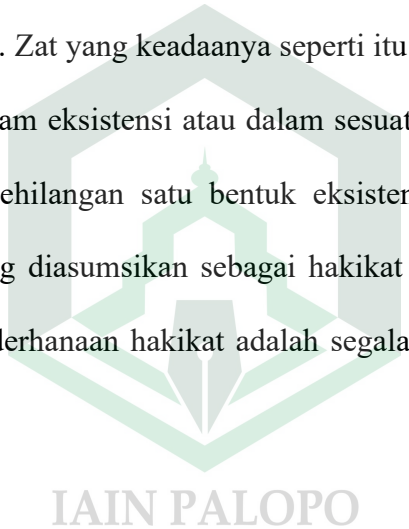 . Zat yang keadaanya seperti itu
am eksistensi atau dalam sesuat
ehilangan satu bentuk eksisten
g diasumsikan sebagai hakikat
derhanaan hakikat adalah segala
IAIN PALOPO